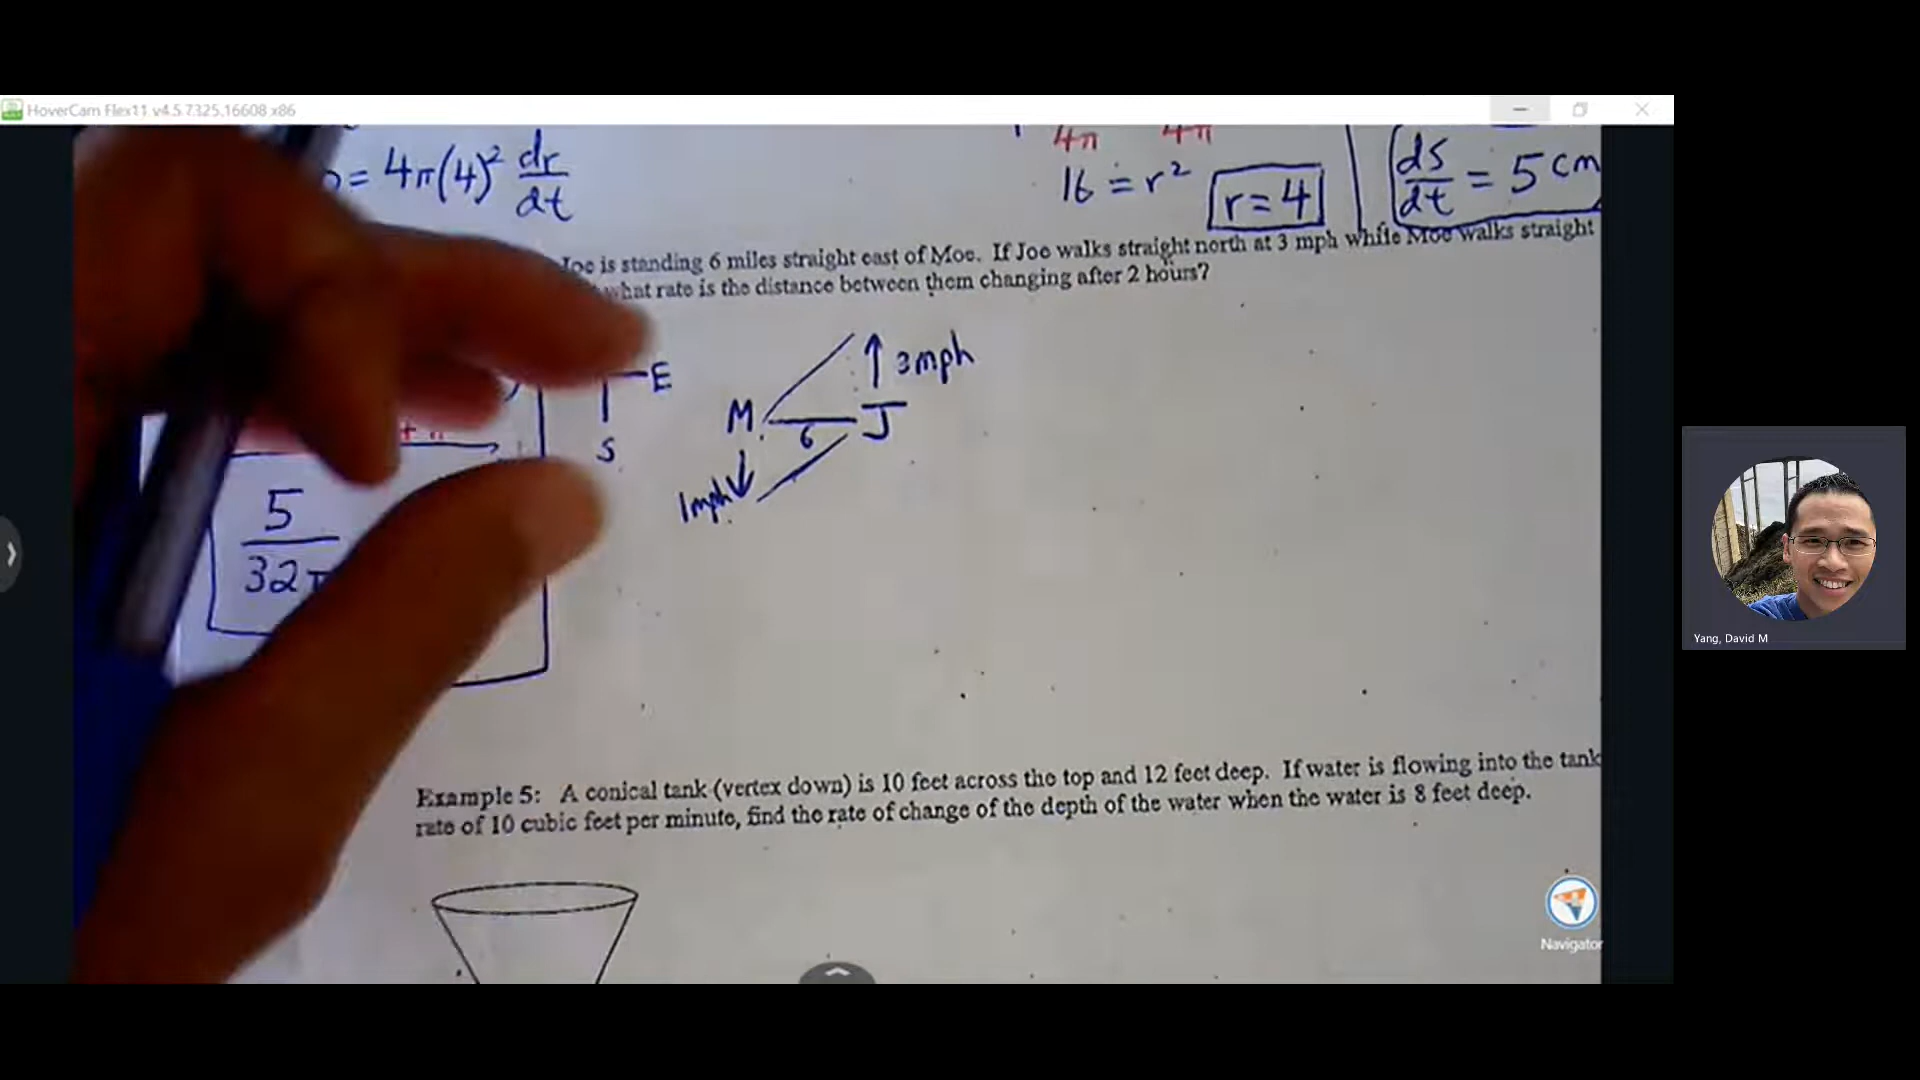 HoverCam Flex11 v4.5.7325.16608 x86
= 4π(4)² dr/dt
4π 4π
16 = r²
r = 4
ds/dt = 5 cm
Joe is standing 6 miles straight east of Moe. If Joe walks straight north at 3 mph while Moe walks straight
what rate is the distance between them changing after 2 hours?
E
S
M
6
J
3mph
1mph
5
32π
Example 5: A conical tank (vertex down) is 10 feet across the top and 12 feet deep. If water is flowing into the tank
rate of 10 cubic feet per minute, find the rate of change of the depth of the water when the water is 8 feet deep.
Navigator
Yang, David M